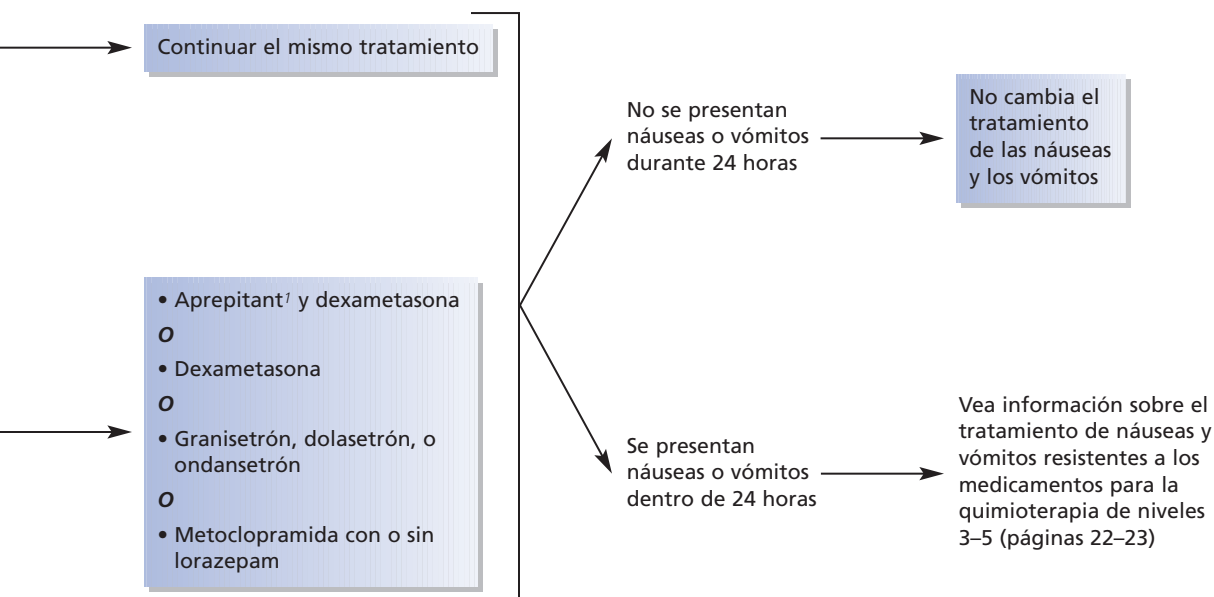 Continuar el mismo tratamiento
• Aprepitant¹ y dexametasona
O
• Dexametasona
O
• Granisetrón, dolasetrón, o
ondansetrón
O
• Metoclopramida con o sin
lorazepam
No se presentan
náuseas o vómitos
durante 24 horas
No cambia el
tratamiento
de las náuseas
y los vómitos
Se presentan
náuseas o vómitos
dentro de 24 horas
Vea información sobre el
tratamiento de náuseas y
vómitos resistentes a los
medicamentos para la
quimioterapia de niveles
3–5 (páginas 22–23)